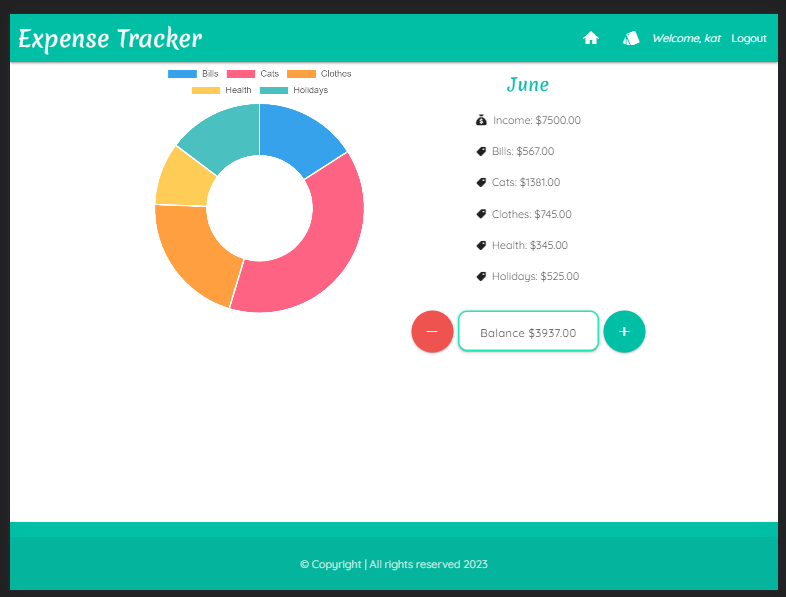 Expense Tracker
Welcome, kat Logout
Bills Cats Clothes
Health Holidays
June
Income: $7500.00
Bills: $567.00
Cats: $1381.00
Clothes: $745.00
Health: $345.00
Holidays: $525.00
− Balance $3937.00 +
© Copyright | All rights reserved 2023